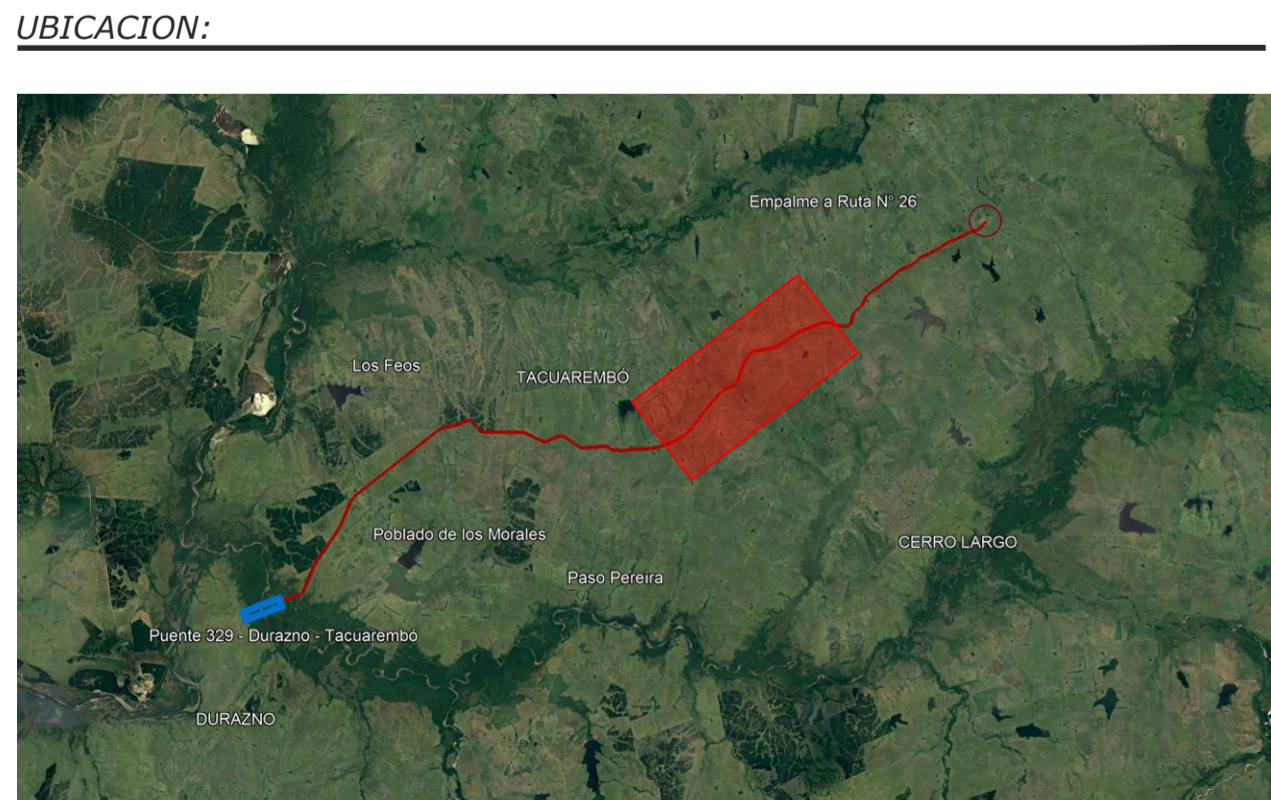 UBICACION:
Empalme a Ruta N° 26
Los Feos
TACUAREMBÓ
Poblado de los Morales
CERRO LARGO
Paso Pereira
Puente 329 - Durazno - Tacuarembó
DURAZNO